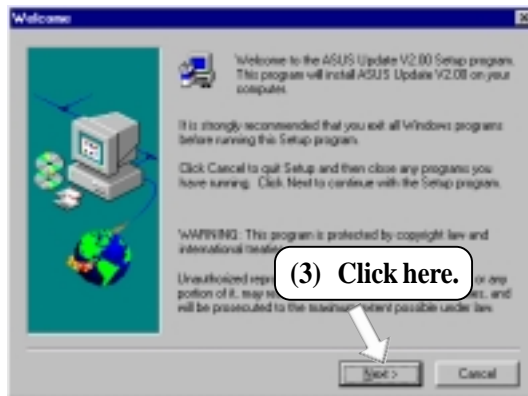 Welcome
Welcome to the ASUS Update V2.00 Setup program.
This program will install ASUS Update V2.00 on your
computer.
It is strongly recommended that you exit all Windows programs
before running this Setup program.
Click Cancel to quit Setup and then close any programs you
have running. Click Next to continue with the Setup program.
WARNING: This program is protected by copyright law and
international
Unauthorized or any
portion of it, may and
will be prosecuted to the maximum extent possible under law.
(3) Click here.
Next >
Cancel